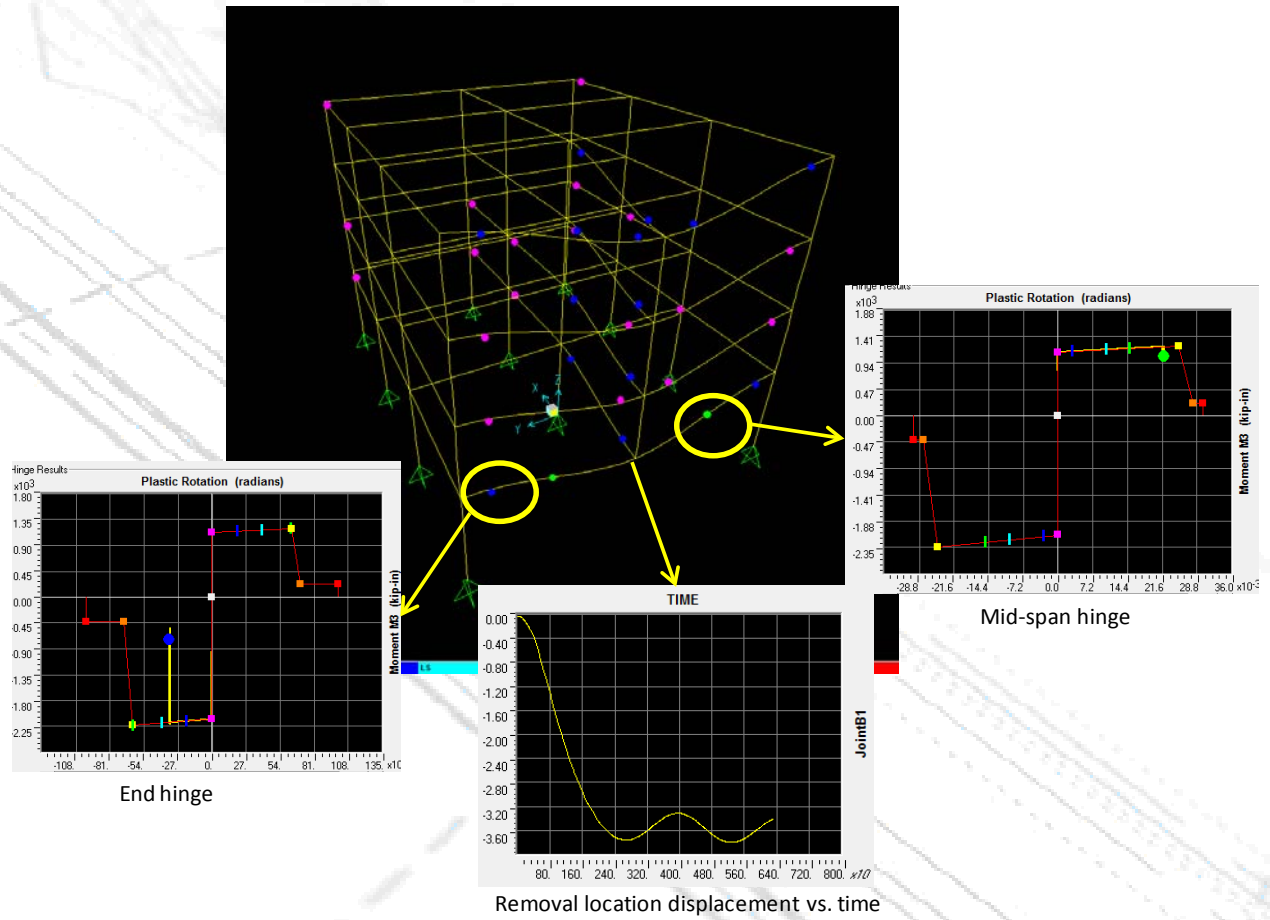 X
Z
Y
Hinge Results
x10³
Plastic Rotation (radians)
1.88
1.41
0.94
0.47
0.00
-0.47
-0.94
-1.41
-1.88
-2.35
Moment M3 (kip-in)
-28.8 -21.6 -14.4 -7.2 0.0 7.2 14.4 21.6 28.8 36.0 x10⁻³
Mid-span hinge
Hinge Results
x10³
Plastic Rotation (radians)
1.80
1.35
0.90
0.45
0.00
-0.45
-0.90
-1.35
-1.80
-2.25
Moment M3 (kip-in)
-108. -81. -54. -27. 0. 27. 54. 81. 108. 135. x10
End hinge
LS
TIME
0.00
-0.40
-0.80
-1.20
-1.60
-2.00
-2.40
-2.80
-3.20
-3.60
JointB1
80. 160. 240. 320. 400. 480. 560. 640. 720. 800. x10
Removal location displacement vs. time